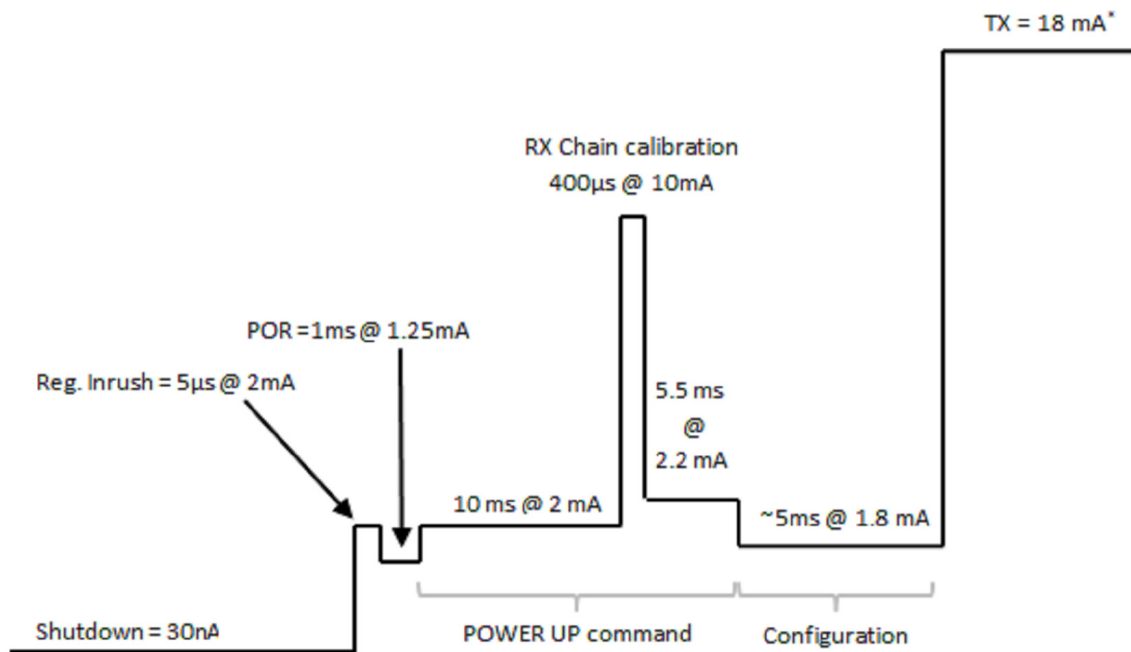 TX = 18 mA*
RX Chain calibration
400µs @ 10mA
POR =1ms @ 1.25mA
Reg. Inrush = 5µs @ 2mA
5.5 ms
@
2.2 mA
10 ms @ 2 mA
~5ms @ 1.8 mA
Shutdown = 30nA
POWER UP command
Configuration